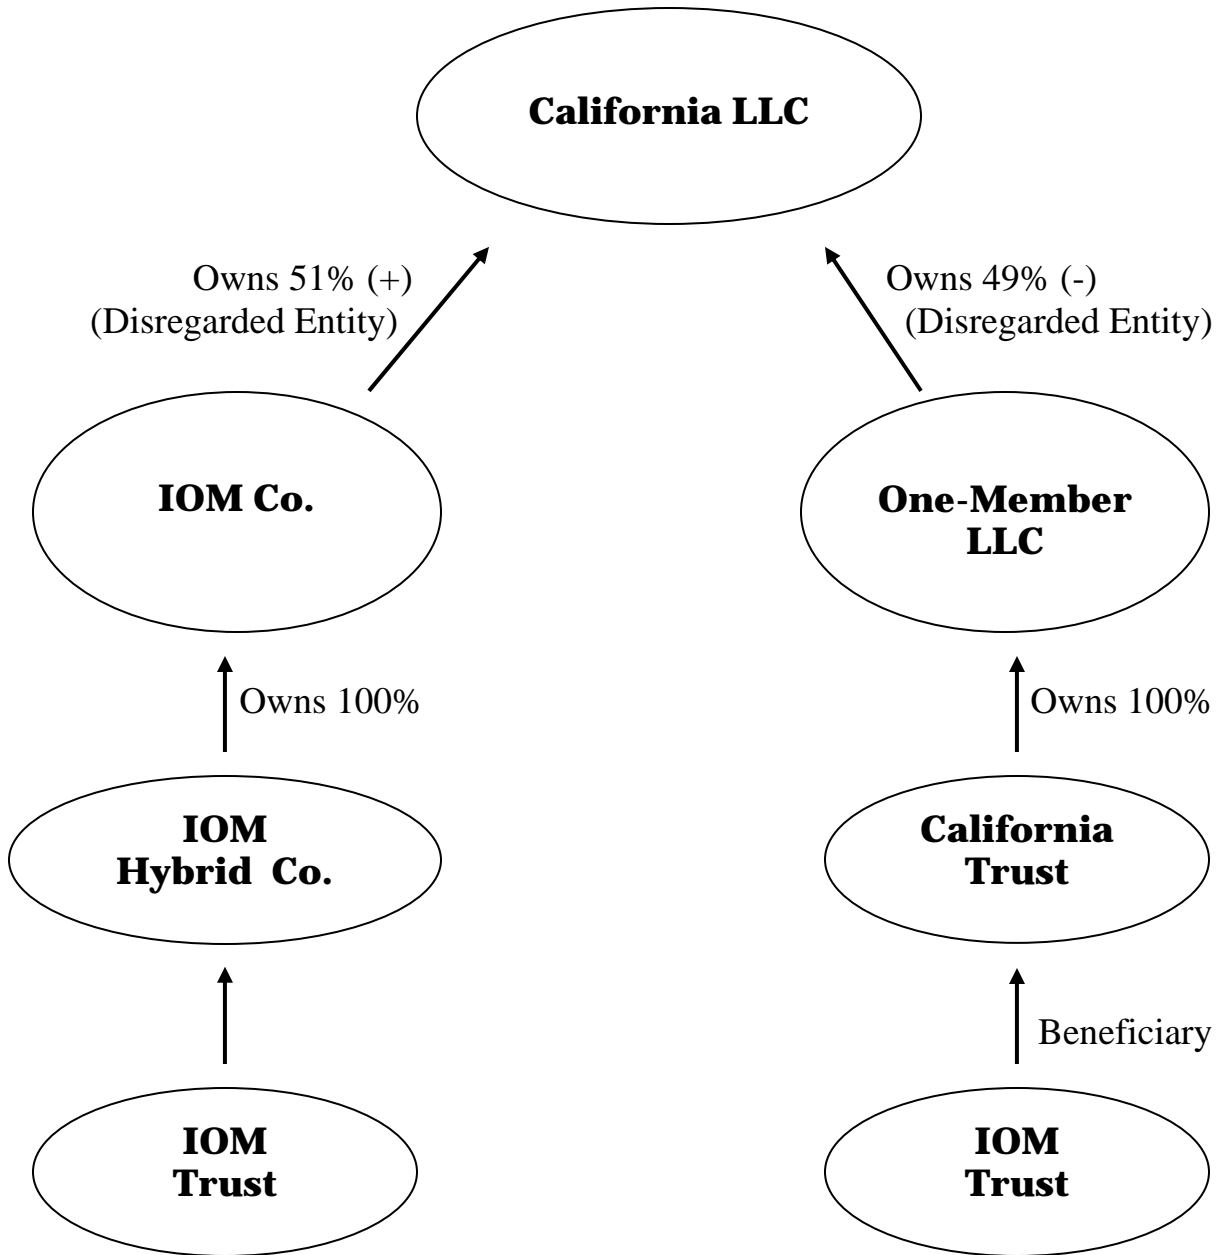 California LLC
Owns 51% (+)
(Disregarded Entity)
Owns 49% (-)
(Disregarded Entity)
IOM Co.
One-Member
LLC
Owns 100%
Owns 100%
IOM
Hybrid Co.
California
Trust
Beneficiary
IOM
Trust
IOM
Trust